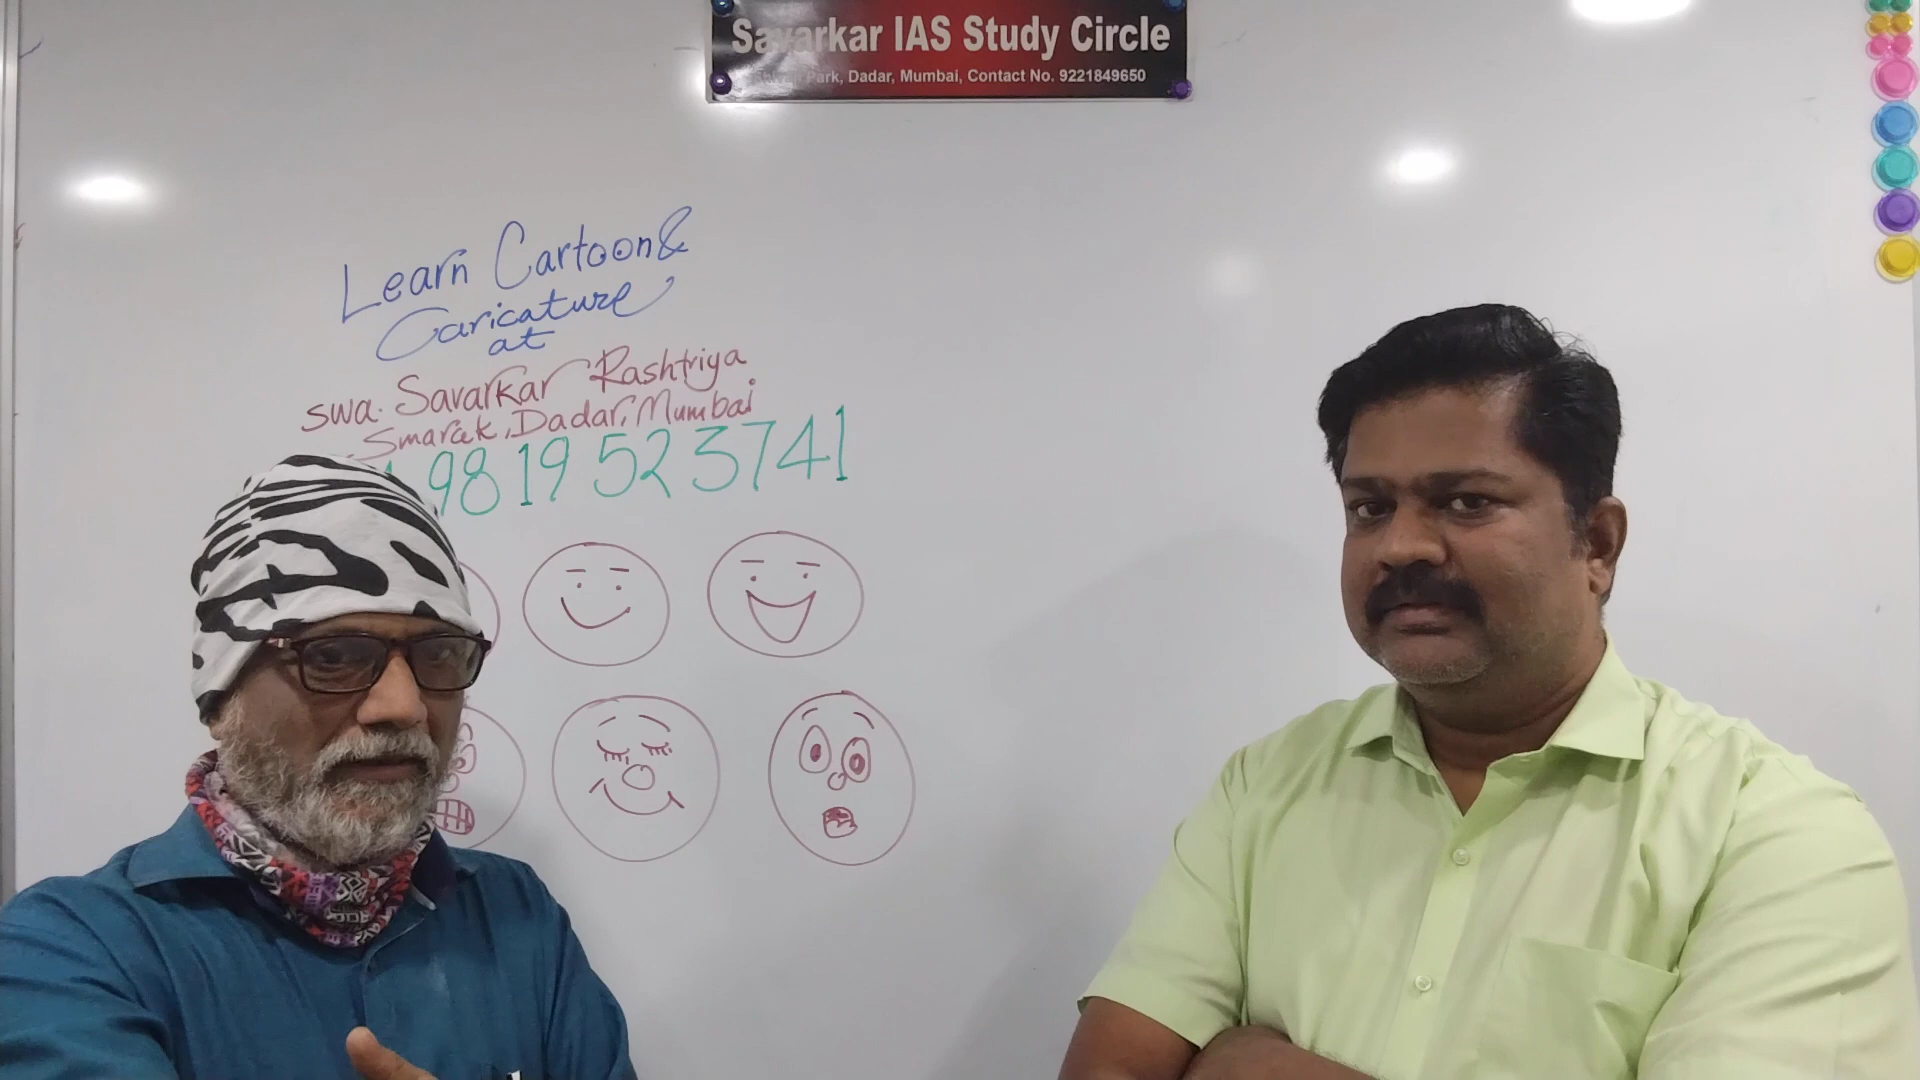 Savarkar IAS Study Circle
Park, Dadar, Mumbai, Contact No. 9221849650
Learn Cartoon &
Caricature
at
swa. Savarkar Rashtriya
Smarak, Dadar, Mumbai
9819523741